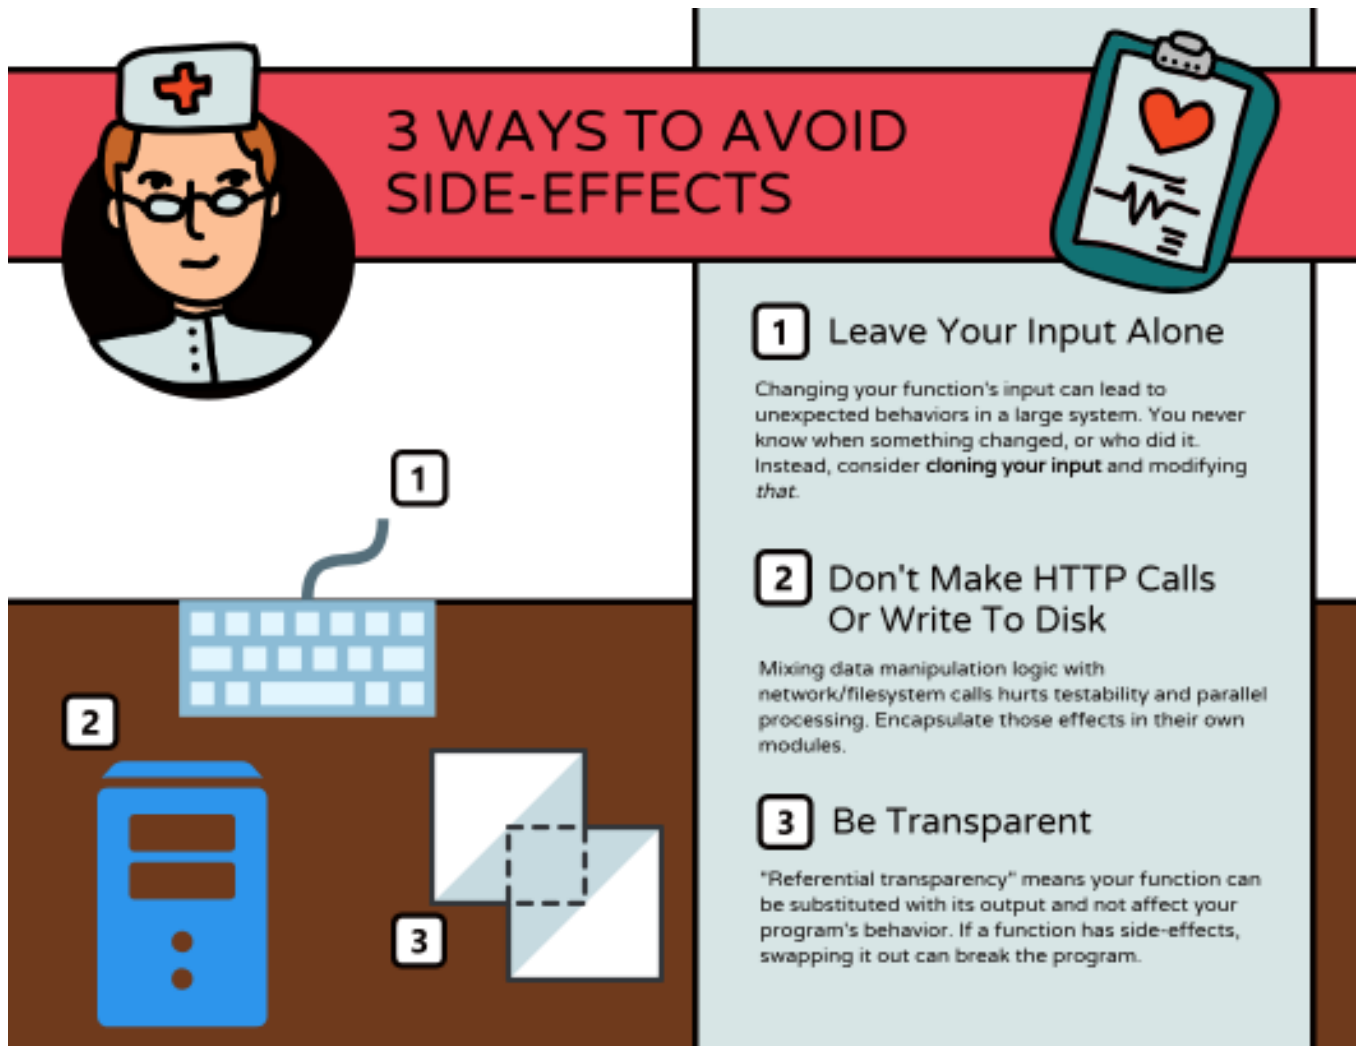 3 WAYS TO AVOID
SIDE-EFFECTS
1 Leave Your Input Alone
Changing your function's input can lead to
unexpected behaviors in a large system. You never
know when something changed, or who did it.
Instead, consider cloning your input and modifying
that.
2 Don't Make HTTP Calls
Or Write To Disk
Mixing data manipulation logic with
network/filesystem calls hurts testability and parallel
processing. Encapsulate those effects in their own
modules.
3 Be Transparent
"Referential transparency" means your function can
be substituted with its output and not affect your
program's behavior. If a function has side-effects,
swapping it out can break the program.
1
2
3